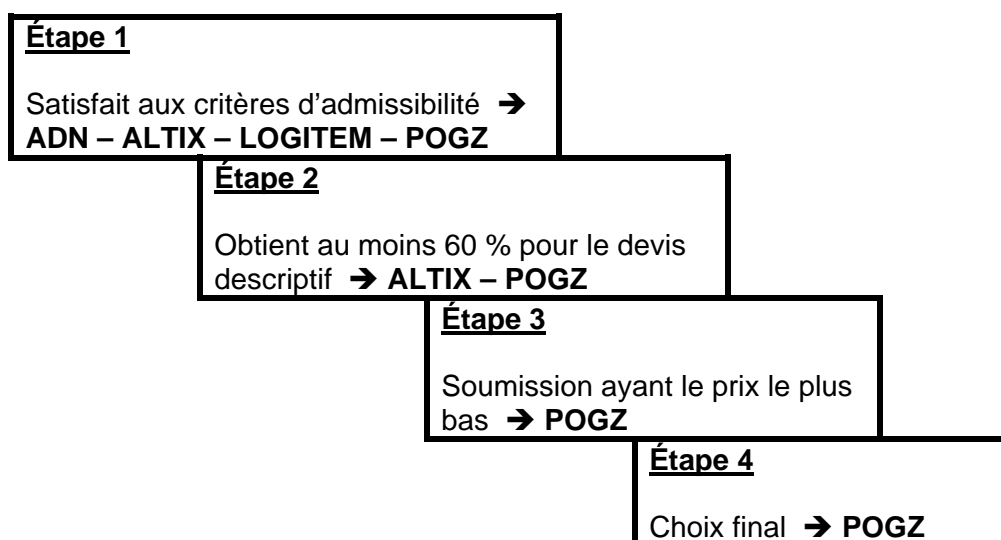 Étape 1
Satisfait aux critères d’admissibilité ➔
ADN – ALTIX – LOGITEM – POGZ
Étape 2
Obtient au moins 60 % pour le devis
descriptif ➔ ALTIX – POGZ
Étape 3
Soumission ayant le prix le plus
bas ➔ POGZ
Étape 4
Choix final ➔ POGZ